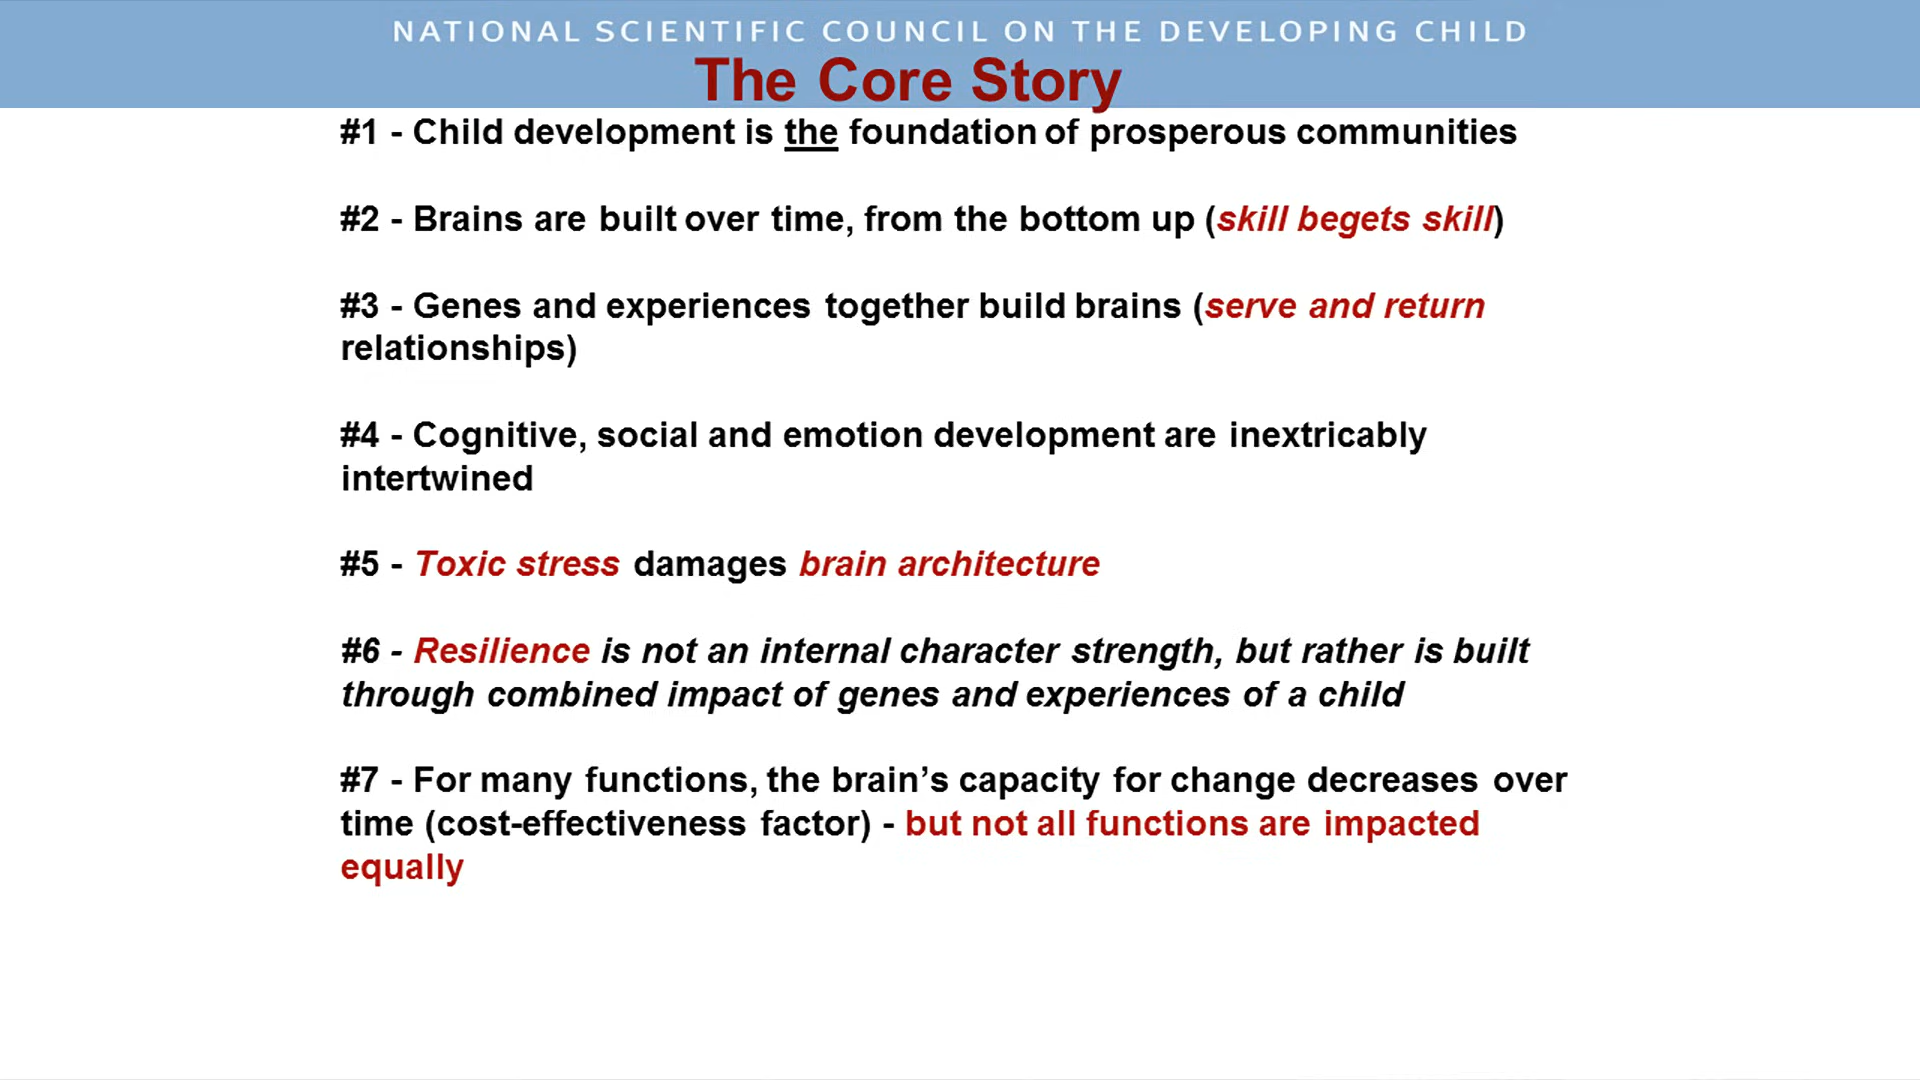 NATIONAL SCIENTIFIC COUNCIL ON THE DEVELOPING CHILD
The Core Story
#1 - Child development is the foundation of prosperous communities
#2 - Brains are built over time, from the bottom up (skill begets skill)
#3 - Genes and experiences together build brains (serve and return
relationships)
#4 - Cognitive, social and emotion development are inextricably
intertwined
#5 - Toxic stress damages brain architecture
#6 - Resilience is not an internal character strength, but rather is built
through combined impact of genes and experiences of a child
#7 - For many functions, the brain’s capacity for change decreases over
time (cost-effectiveness factor) - but not all functions are impacted
equally